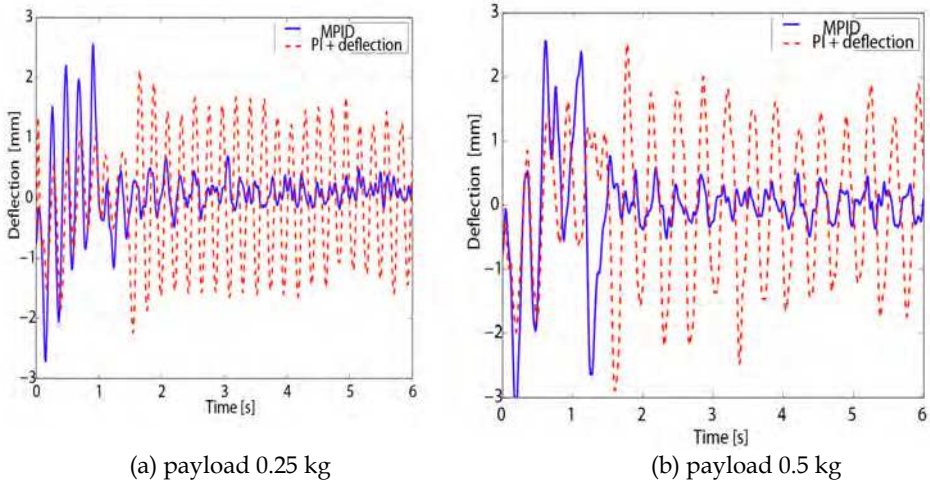 3
2
1
0
−1
−2
−3
Deflection [mm]
MPID
PI + deflection
0 1 2 3 4 5 6
Time [s]
(a) payload 0.25 kg
3
2
1
0
−1
−2
−3
Deflection [mm]
MPID
PI + deflection
0 1 2 3 4 5 6
Time [s]
(b) payload 0.5 kg